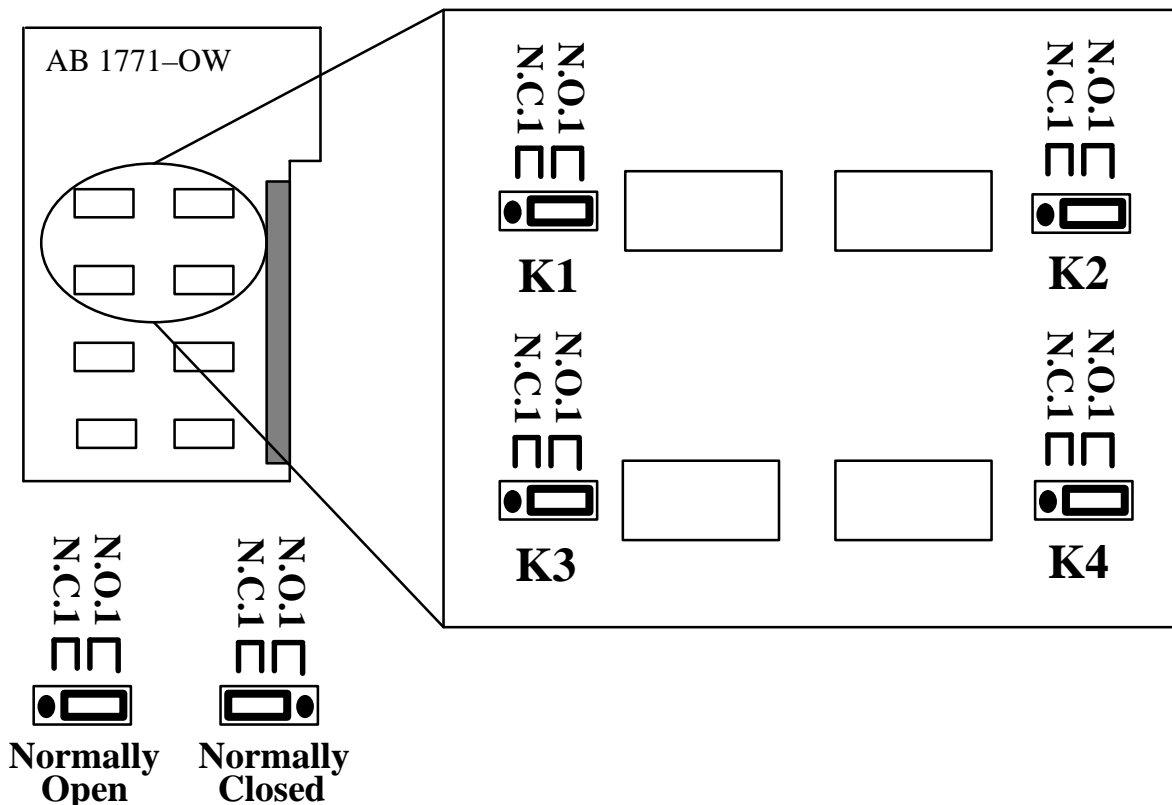 AB 1771–OW
N.C.1
N.O.1
N.C.1
N.O.1
K1
K2
N.C.1
N.O.1
N.C.1
N.O.1
K3
K4
N.C.1
N.O.1
N.C.1
N.O.1
Normally
Open
Normally
Closed